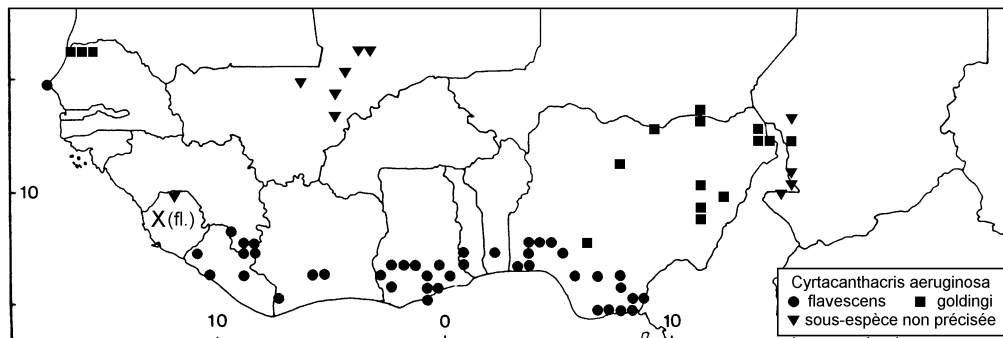 10
X (fl.)
Cyrtacanthacris aeruginosa
flavescens goldingi
sous-espèce non précisée
10 0 10